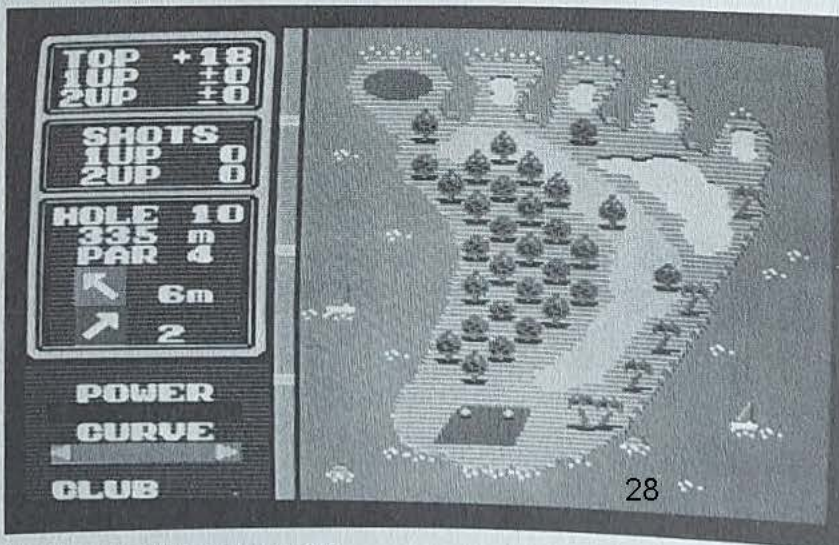 TOP +18
1UP ±0
2UP ±0
SHOTS
1UP 0
2UP 0
HOLE 10
335 m
PAR 4
6m
2
POWER
CURVE
CLUB
28